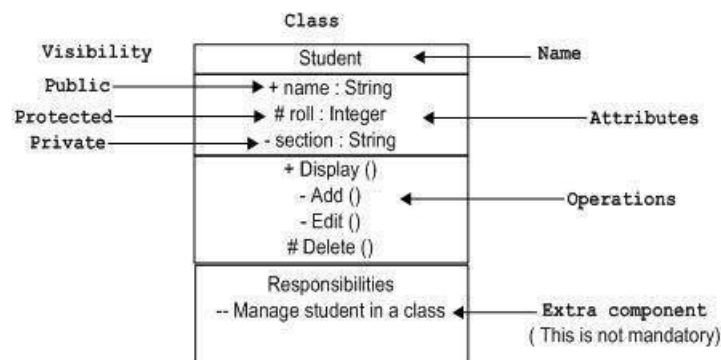 Class
Visibility
Student
Name
Public
+ name : String
Protected
# roll : Integer
Attributes
Private
- section : String
+ Display ()
- Add ()
Operations
- Edit ()
# Delete ()
Responsibilities
-- Manage student in a class
Extra component
( This is not mandatory)